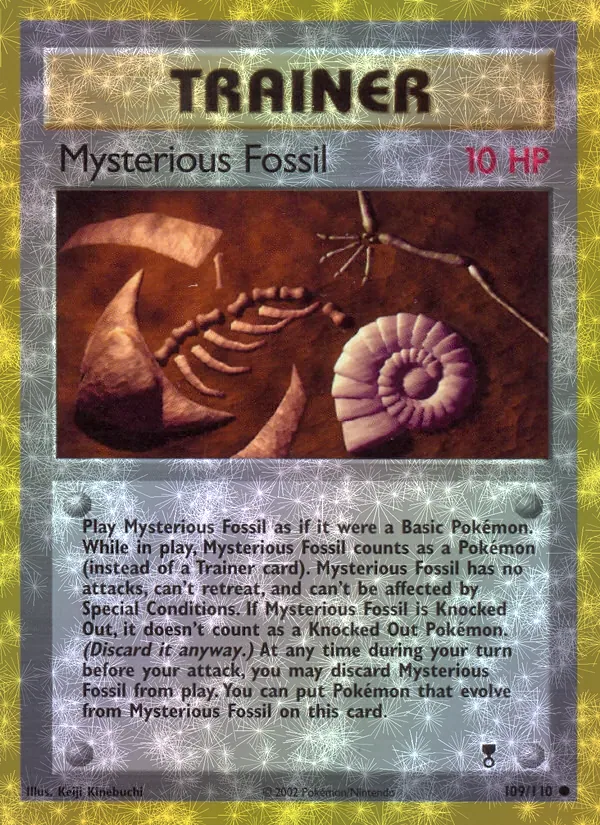 TRAINER
Mysterious Fossil 10 HP
Play Mysterious Fossil as if it were a Basic Pokémon.
While in play, Mysterious Fossil counts as a Pokémon
(instead of a Trainer card). Mysterious Fossil has no
attacks, can't retreat, and can't be affected by
Special Conditions. If Mysterious Fossil is Knocked
Out, it doesn't count as a Knocked Out Pokémon.
(Discard it anyway.) At any time during your turn
before your attack, you may discard Mysterious
Fossil from play. You can put Pokémon that evolve
from Mysterious Fossil on this card.
Illus. Keiji Kinebuchi © 2002 Pokémon/Nintendo 109/110